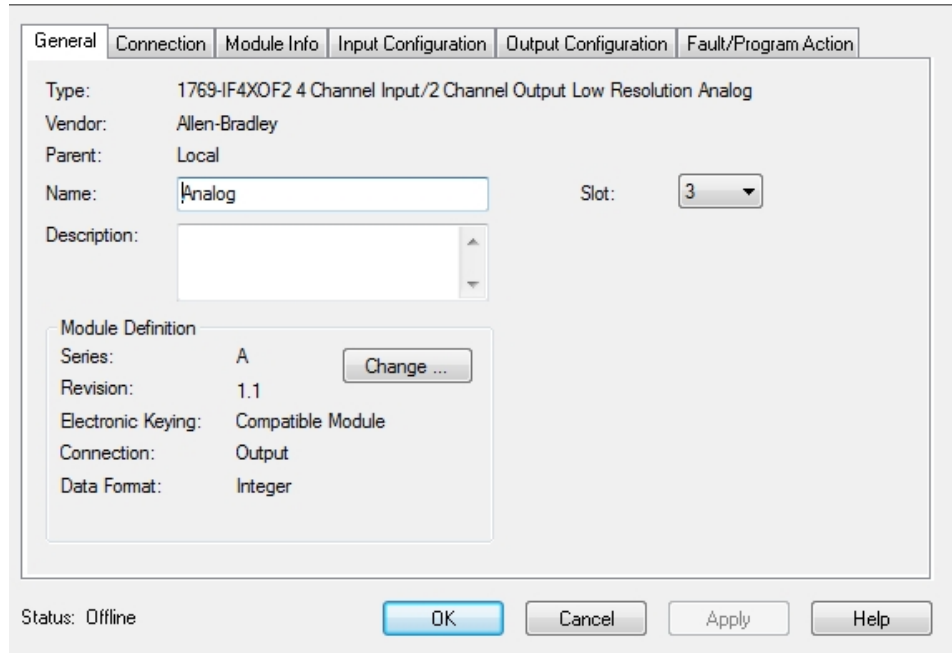 General Connection Module Info Input Configuration Output Configuration Fault/Program Action
Type: 1769-IF4XOF2 4 Channel Input/2 Channel Output Low Resolution Analog
Vendor: Allen-Bradley
Parent: Local
Name: Analog Slot: 3
Description:
Module Definition
Series: A Change ...
Revision: 1.1
Electronic Keying: Compatible Module
Connection: Output
Data Format: Integer
Status: Offline OK Cancel Apply Help